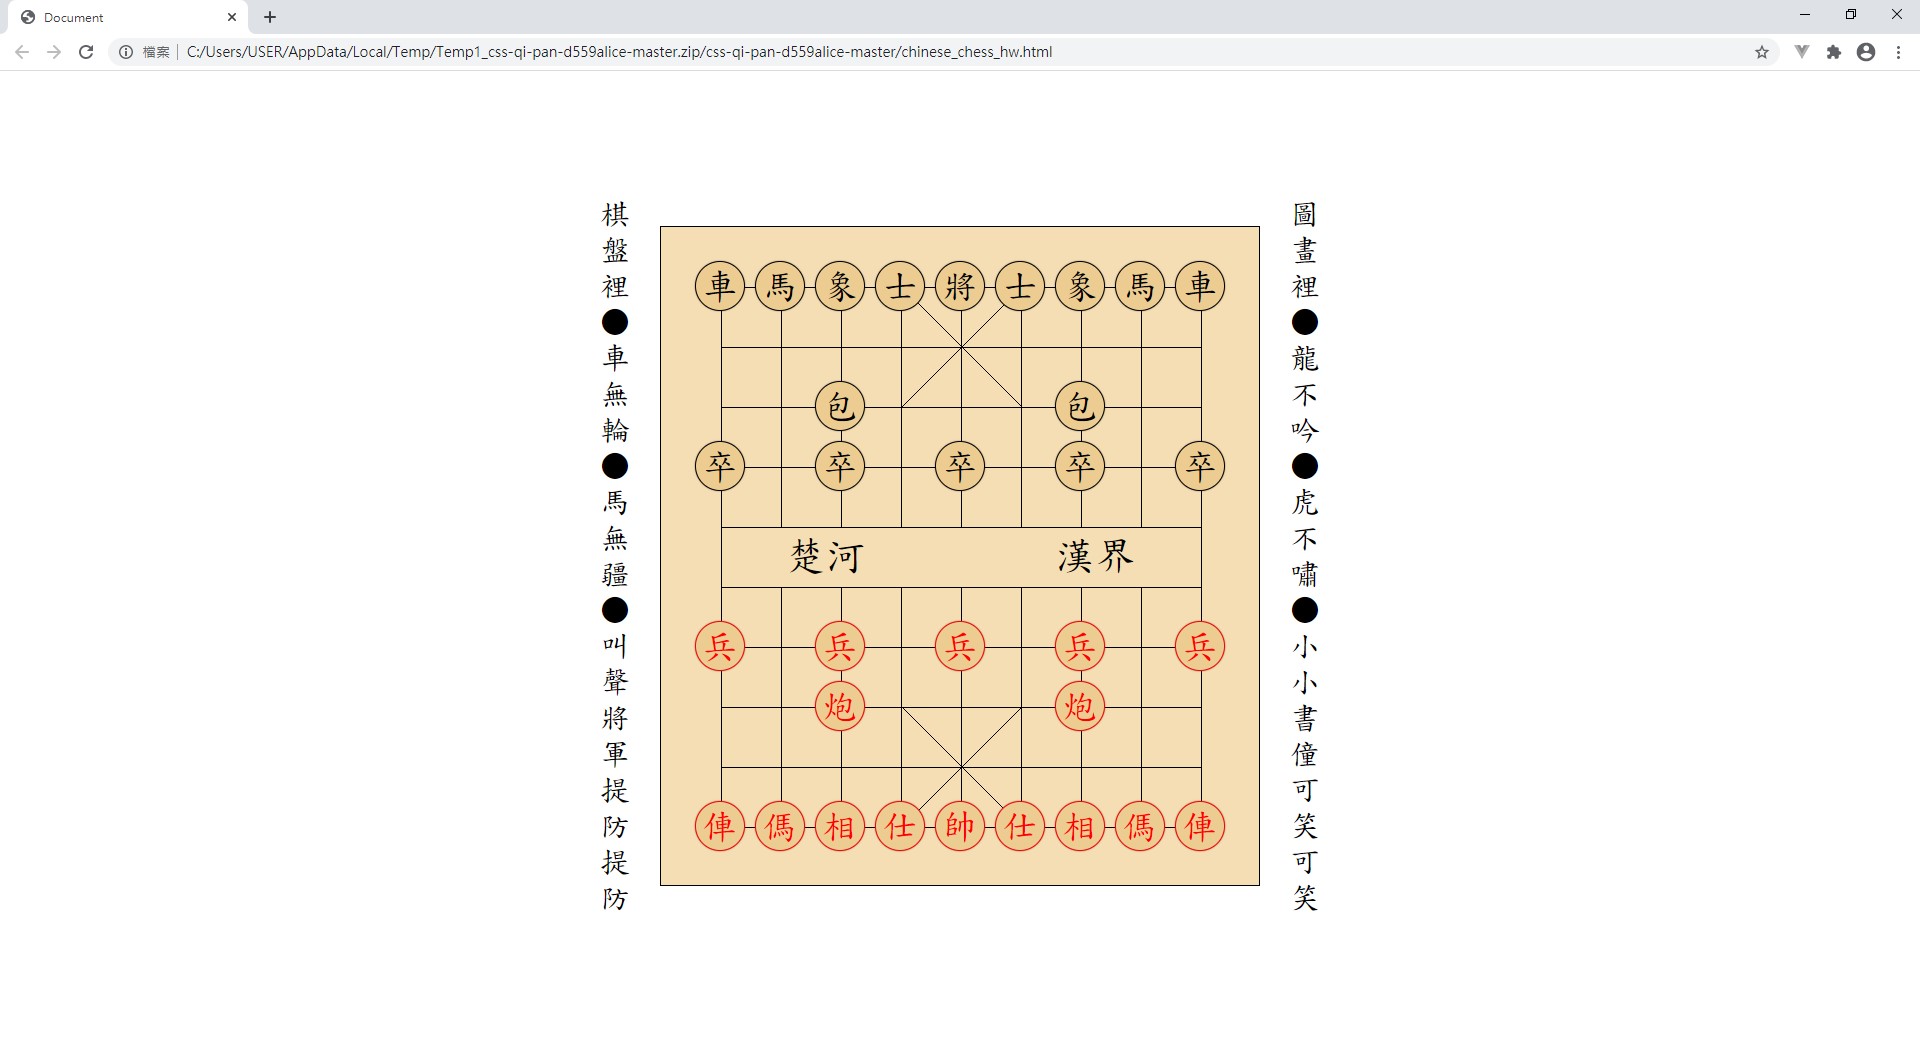 Document
檔案 C:/Users/USER/AppData/Local/Temp/Temp1_css-qi-pan-d559alice-master.zip/css-qi-pan-d559alice-master/chinese_chess_hw.html
棋盤裡●車無輪●馬無疆●叫聲將軍提防提防
車 馬 象 士 將 士 象 馬 車
包 包
卒 卒 卒 卒 卒
楚河 漢界
兵 兵 兵 兵 兵
炮 炮
俥 傌 相 仕 帥 仕 相 傌 俥
圖畫裡●龍不吟●虎不嘯●小小書僮可笑可笑